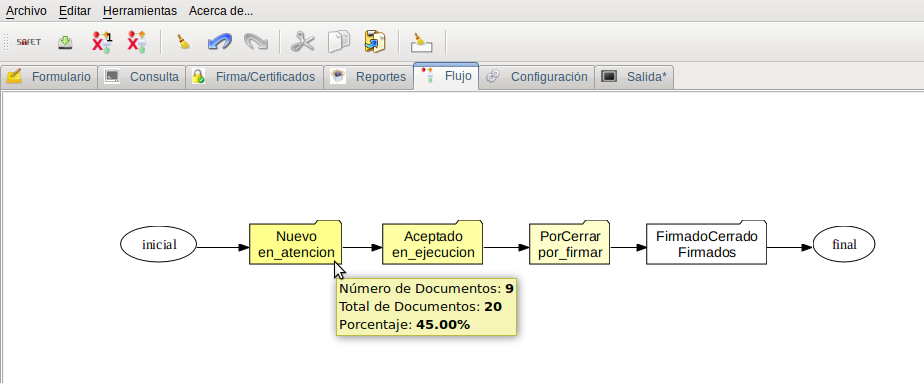 Archivo Editar Herramientas Acerca de...
SAFET 1
Formulario Consulta Firma/Certificados Reportes Flujo Configuración Salida*
inicial
Nuevo
en_atencion
Aceptado
en_ejecucion
PorCerrar
por_firmar
FirmadoCerrado
Firmados
final
Número de Documentos: 9
Total de Documentos: 20
Porcentaje: 45.00%